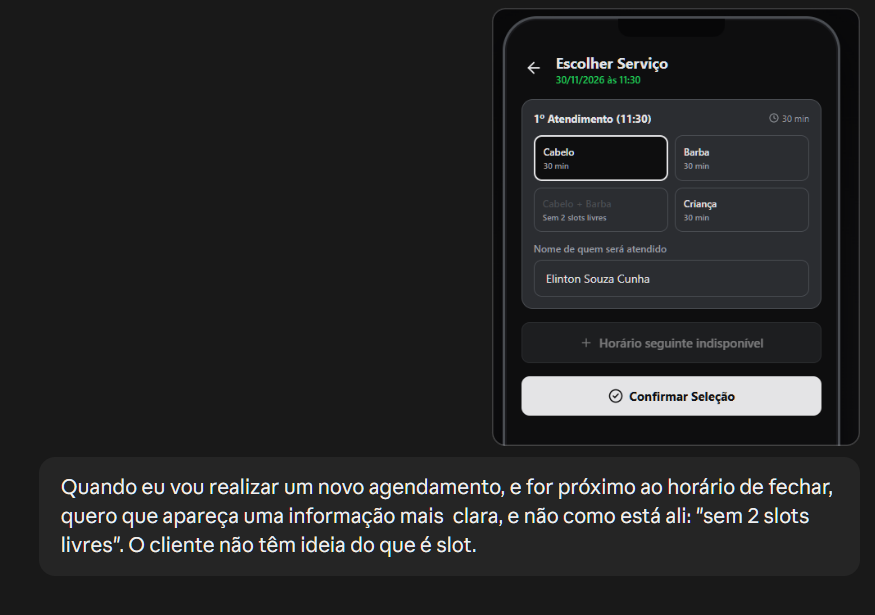 Escolher Serviço
30/11/2026 às 11:30
1º Atendimento (11:30)
30 min
Cabelo
30 min
Barba
30 min
Cabelo + Barba
Sem 2 slots livres
Criança
30 min
Nome de quem será atendido
Elinton Souza Cunha
+ Horário seguinte indisponível
Confirmar Seleção
Quando eu vou realizar um novo agendamento, e for próximo ao horário de fechar,
quero que apareça uma informação mais clara, e não como está ali: "sem 2 slots
livres". O cliente não têm ideia do que é slot.